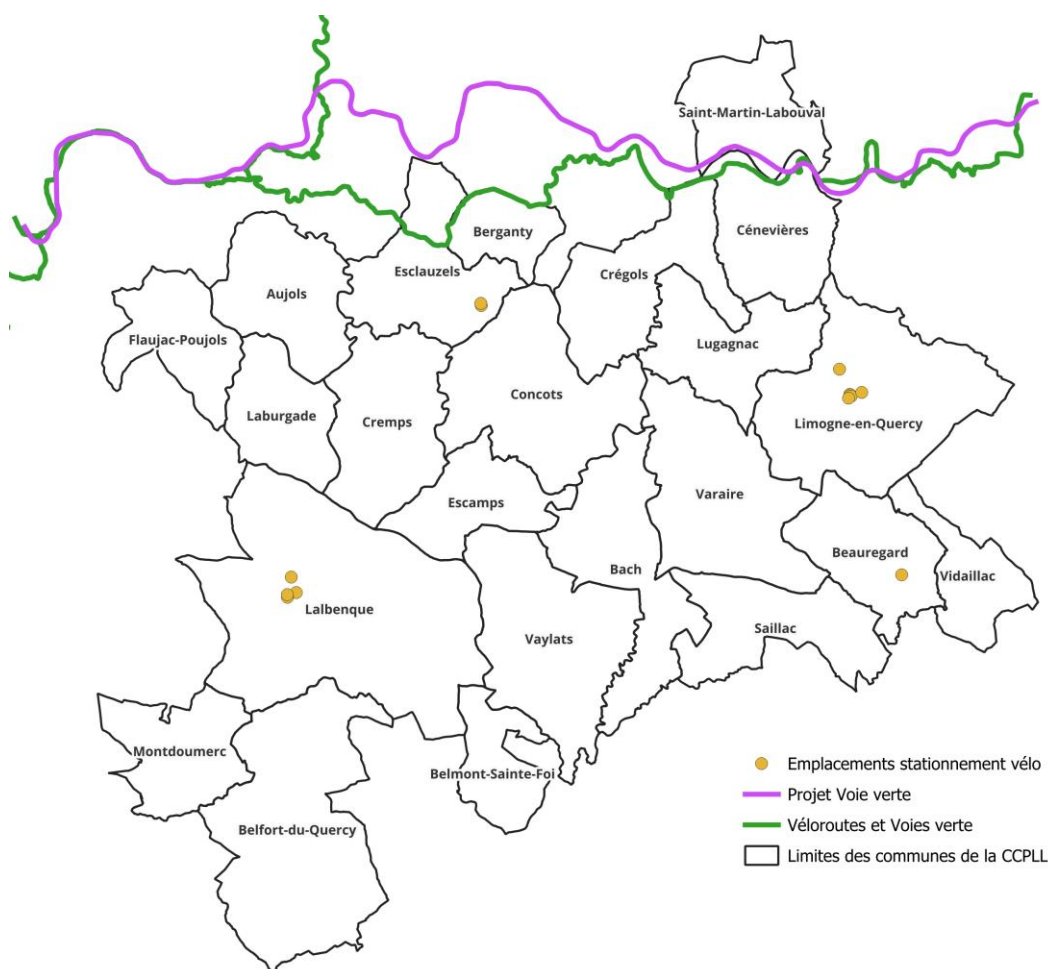 Saint-Martin-Labouval
Cénevières
Berganty
Esclauzels
Crégols
Aujols
Flaujac-Poujols
Lugagnac
Concots
Laburgade
Cremps
Limogne-en-Quercy
Escamps
Varaire
Beauregard
Bach
Vidaillac
Lalbenque
Saillac
Vaylats
Montdoumerc
Belmont-Sainte-Foi
Belfort-du-Quercy
Emplacements stationnement vélo
Projet Voie verte
Véloroutes et Voies verte
Limites des communes de la CCPLL